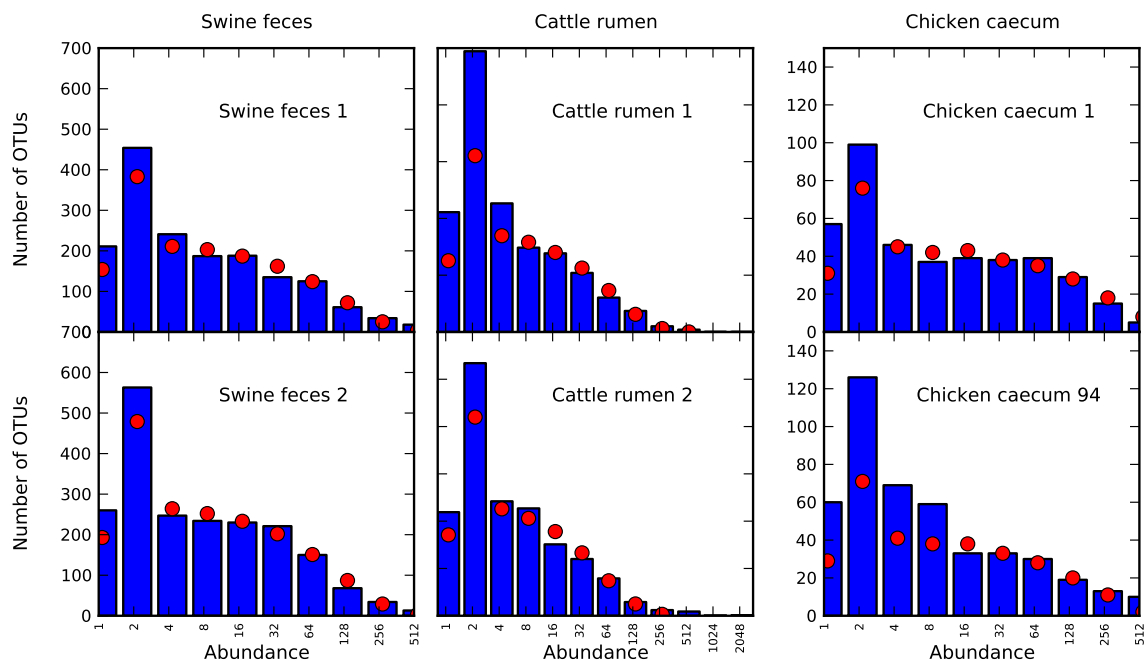 Swine feces Cattle rumen Chicken caecum
Number of OTUs
700
600
500
400
300
200
100
Swine feces 1
Cattle rumen 1
140
120
100
80
60
40
20
0
Chicken caecum 1
Number of OTUs
700
600
500
400
300
200
100
0
Swine feces 2
1 2 4 8 16 32 64 128 256 512
Abundance
Cattle rumen 2
1 2 4 8 16 32 64 128 256 512 1024 2048
Abundance
140
120
100
80
60
40
20
0
Chicken caecum 94
1 2 4 8 16 32 64 128 256 512
Abundance